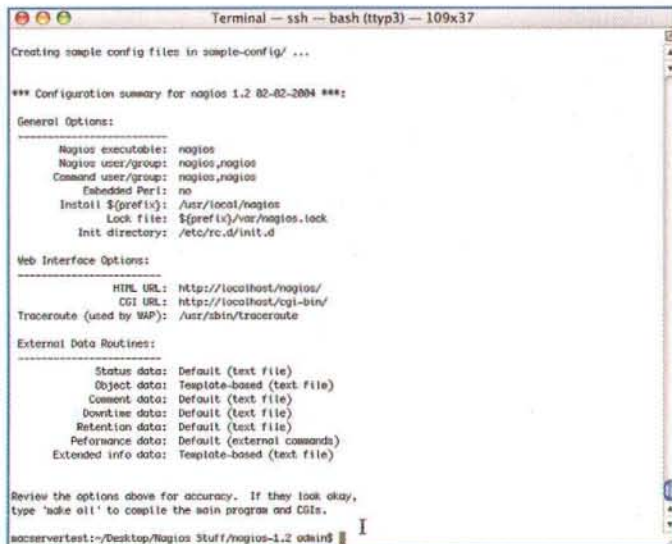 Terminal — ssh — bash (ttyp3) — 109x37
Creating sample config files in sample-config/ ...
*** Configuration summary for nagios 1.2 02-02-2004 ***:
General Options:
-------------------------
Nagios executable: nagios
Nagios user/group: nagios,nagios
Command user/group: nagios,nagios
Embedded Perl: no
Install ${prefix}: /usr/local/nagios
Lock file: ${prefix}/var/nagios.lock
Init directory: /etc/rc.d/init.d
Web Interface Options:
------------------------
HTML URL: http://localhost/nagios/
CGI URL: http://localhost/cgi-bin/
Traceroute (used by WAP): /usr/sbin/traceroute
External Data Routines:
------------------------
Status data: Default (text file)
Object data: Template-based (text file)
Comment data: Default (text file)
Downtime data: Default (text file)
Retention data: Default (text file)
Peformance data: Default (external commands)
Extended info data: Template-based (text file)
Review the options above for accuracy. If they look okay,
type 'make all' to compile the main program and CGIs.
macservertest:~/Desktop/Nagios Stuff/nagios-1.2 admin$